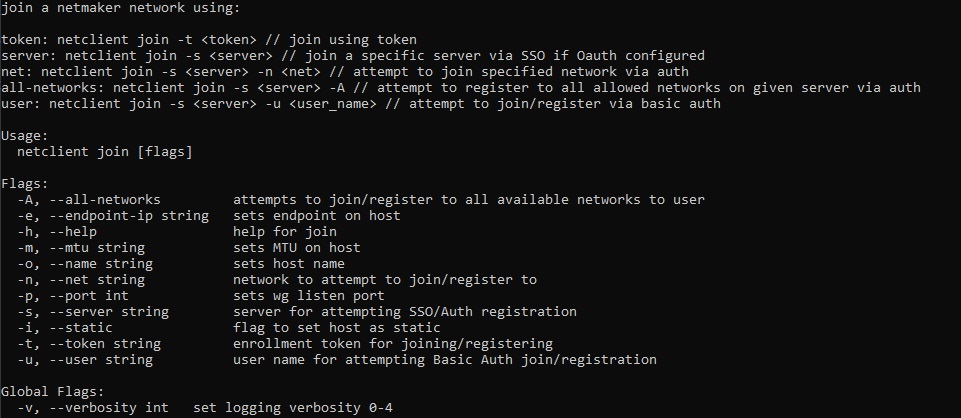 join a netmaker network using:
token: netclient join -t <token> // join using token
server: netclient join -s <server> // join a specific server via SSO if Oauth configured
net: netclient join -s <server> -n <net> // attempt to join specified network via auth
all-networks: netclient join -s <server> -A // attempt to register to all allowed networks on given server via auth
user: netclient join -s <server> -u <user_name> // attempt to join/register via basic auth
Usage:
  netclient join [flags]
Flags:
  -A, --all-networks         attempts to join/register to all available networks to user
  -e, --endpoint-ip string   sets endpoint on host
  -h, --help                 help for join
  -m, --mtu string           sets MTU on host
  -o, --name string          sets host name
  -n, --net string           network to attempt to join/register to
  -p, --port int             sets wg listen port
  -s, --server string        server for attempting SSO/Auth registration
  -i, --static               flag to set host as static
  -t, --token string         enrollment token for joining/registering
  -u, --user string          user name for attempting Basic Auth join/registration
Global Flags:
  -v, --verbosity int   set logging verbosity 0-4